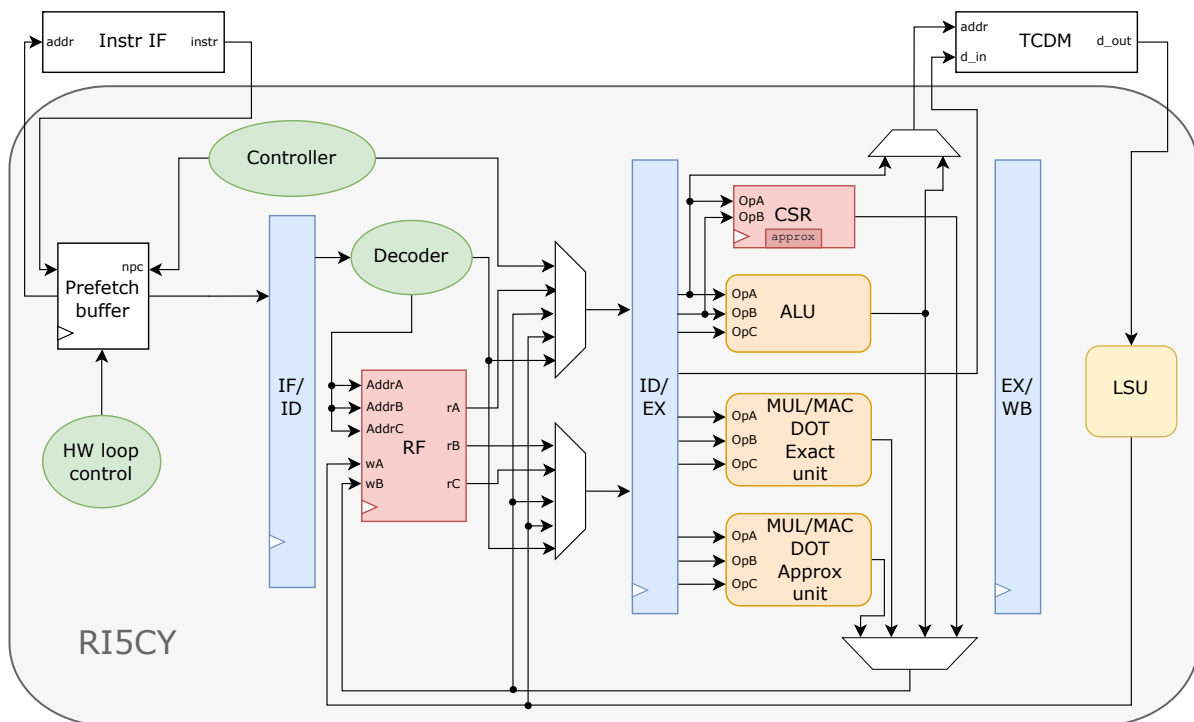 addr
Instr IF
instr
addr
TCDM
d_out
d_in
Controller
OpA
OpB
CSR
approx
npc
Prefetch
buffer
Decoder
OpA
OpB
OpC
ALU
IF/
ID
AddrA
AddrB
AddrC
RF
rA
rB
rC
wA
wB
ID/
EX
EX/
WB
LSU
HW loop
control
OpA
OpB
OpC
MUL/MAC
DOT
Exact
unit
OpA
OpB
OpC
MUL/MAC
DOT
Approx
unit
RI5CY